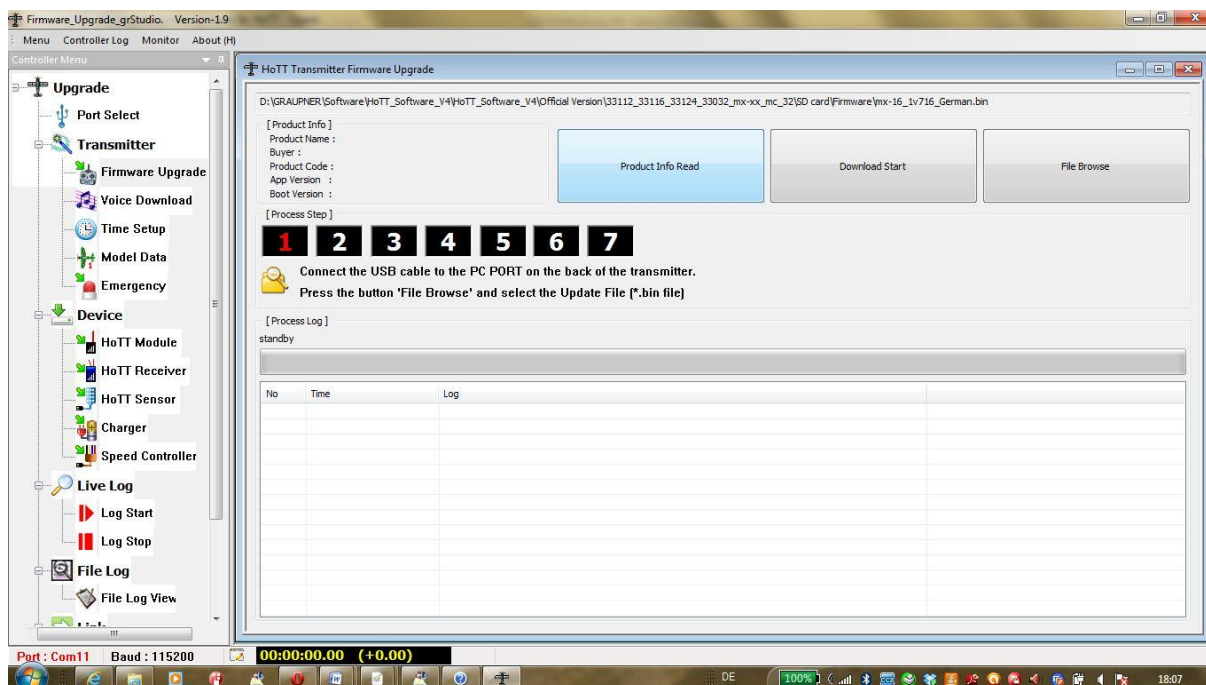 Firmware_Upgrade_grStudio. Version-1.9
Menu Controller Log Monitor About (H)
Controller Menu
Upgrade
Port Select
Transmitter
Firmware Upgrade
Voice Download
Time Setup
Model Data
Emergency
Device
HoTT Module
HoTT Receiver
HoTT Sensor
Charger
Speed Controller
Live Log
Log Start
Log Stop
File Log
File Log View
HoTT Transmitter Firmware Upgrade
D:\GRAUPNER\Software\HoTT_Software_V4\HoTT_Software_V4\Official Version\33112_33116_33124_33032_mx-xx_mc_32\SD card\Firmware\mx-16_1v716_German.bin
[ Product Info ]
Product Name :
Buyer :
Product Code :
App Version :
Boot Version :
Product Info Read
Download Start
File Browse
[ Process Step ]
1 2 3 4 5 6 7
Connect the USB cable to the PC PORT on the back of the transmitter.
Press the button 'File Browse' and select the Update File (*.bin file)
[ Process Log ]
standby
No Time Log
Port : Com11 Baud : 115200 00:00:00.00 (+0.00)
DE 100% 18:07